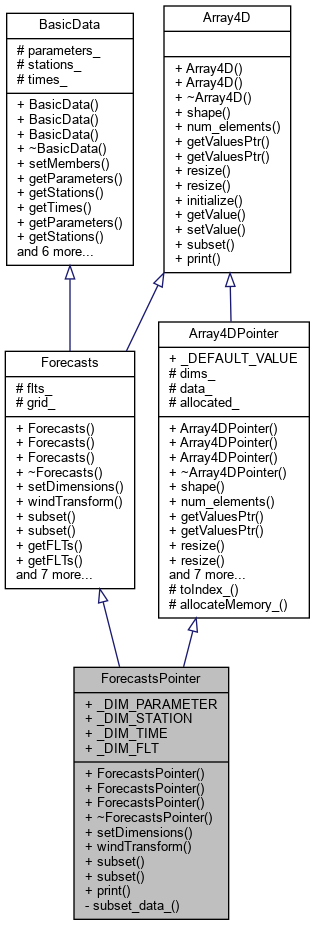 BasicData
# parameters_
# stations_
# times_
+ BasicData()
+ BasicData()
+ BasicData()
+ ~BasicData()
+ setMembers()
+ getParameters()
+ getStations()
+ getTimes()
+ getParameters()
+ getStations()
and 6 more...
Array4D
+ Array4D()
+ Array4D()
+ ~Array4D()
+ shape()
+ num_elements()
+ getValuesPtr()
+ getValuesPtr()
+ resize()
+ resize()
+ initialize()
+ getValue()
+ setValue()
+ subset()
+ print()
Forecasts
# flts_
# grid_
+ Forecasts()
+ Forecasts()
+ Forecasts()
+ ~Forecasts()
+ setDimensions()
+ windTransform()
+ subset()
+ subset()
+ getFLTs()
+ getFLTs()
and 7 more...
Array4DPointer
+ _DEFAULT_VALUE
# dims_
# data_
# allocated_
+ Array4DPointer()
+ Array4DPointer()
+ Array4DPointer()
+ ~Array4DPointer()
+ shape()
+ num_elements()
+ getValuesPtr()
+ getValuesPtr()
+ resize()
+ resize()
and 7 more...
# toIndex_()
# allocateMemory_()
ForecastsPointer
+ _DIM_PARAMETER
+ _DIM_STATION
+ _DIM_TIME
+ _DIM_FLT
+ ForecastsPointer()
+ ForecastsPointer()
+ ForecastsPointer()
+ ~ForecastsPointer()
+ setDimensions()
+ windTransform()
+ subset()
+ subset()
+ print()
- subset_data_()